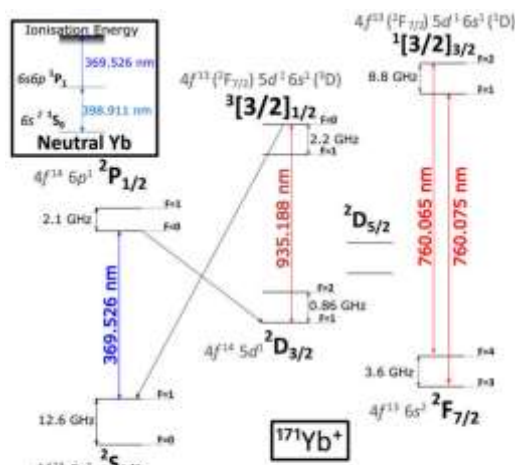 Ionisation Energy
369.526 nm
6s6p ¹P₁
398.911 nm
6s² ¹S₀
Neutral Yb
4f¹⁴ 6p¹ ²P₁/₂
F=1
2.1 GHz
F=0
369.526 nm
F=1
12.6 GHz
F=0
4f¹³ (²F₇/₂) 5d¹ 6s¹ (³D)
³[3/2]₁/₂
F=0
2.2 GHz
F=1
935.188 nm
F=2
0.86 GHz
F=1
²D₃/₂
²D₅/₂
4f¹³ (²F₇/₂) 5d¹ 6s¹ (¹D)
¹[3/2]₃/₂
F=2
8.8 GHz
F=1
760.065 nm
760.075 nm
F=4
3.6 GHz
F=3
4f¹³ 6s² ²F₇/₂
¹⁷¹Yb⁺